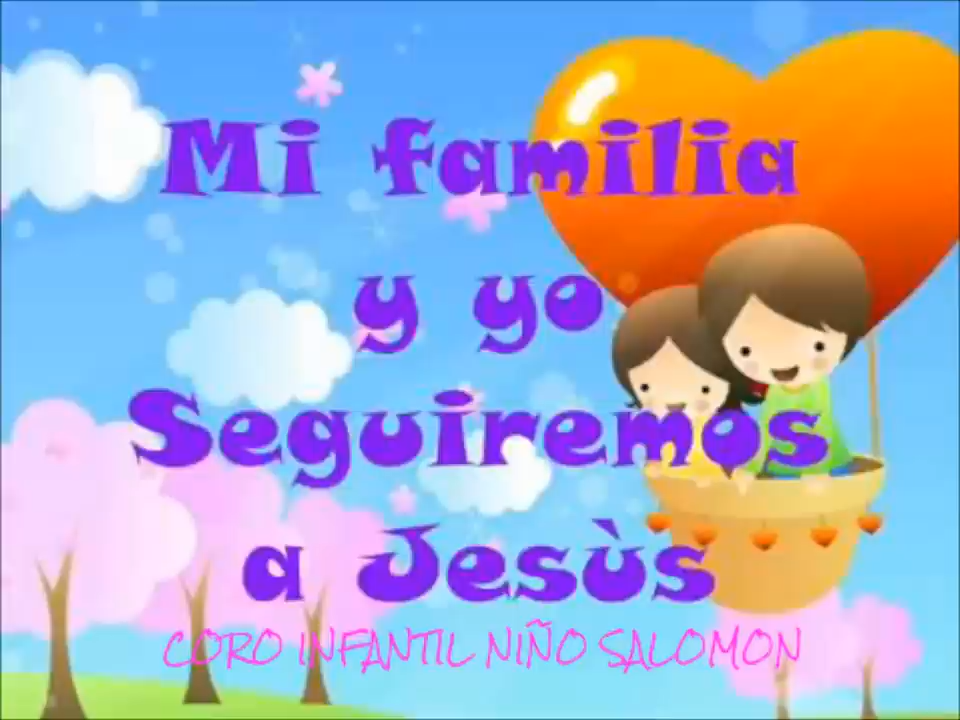 Mi familia
y yo
Seguiremos
a Jesùs
CORO INFANTIL NIÑO SALOMON